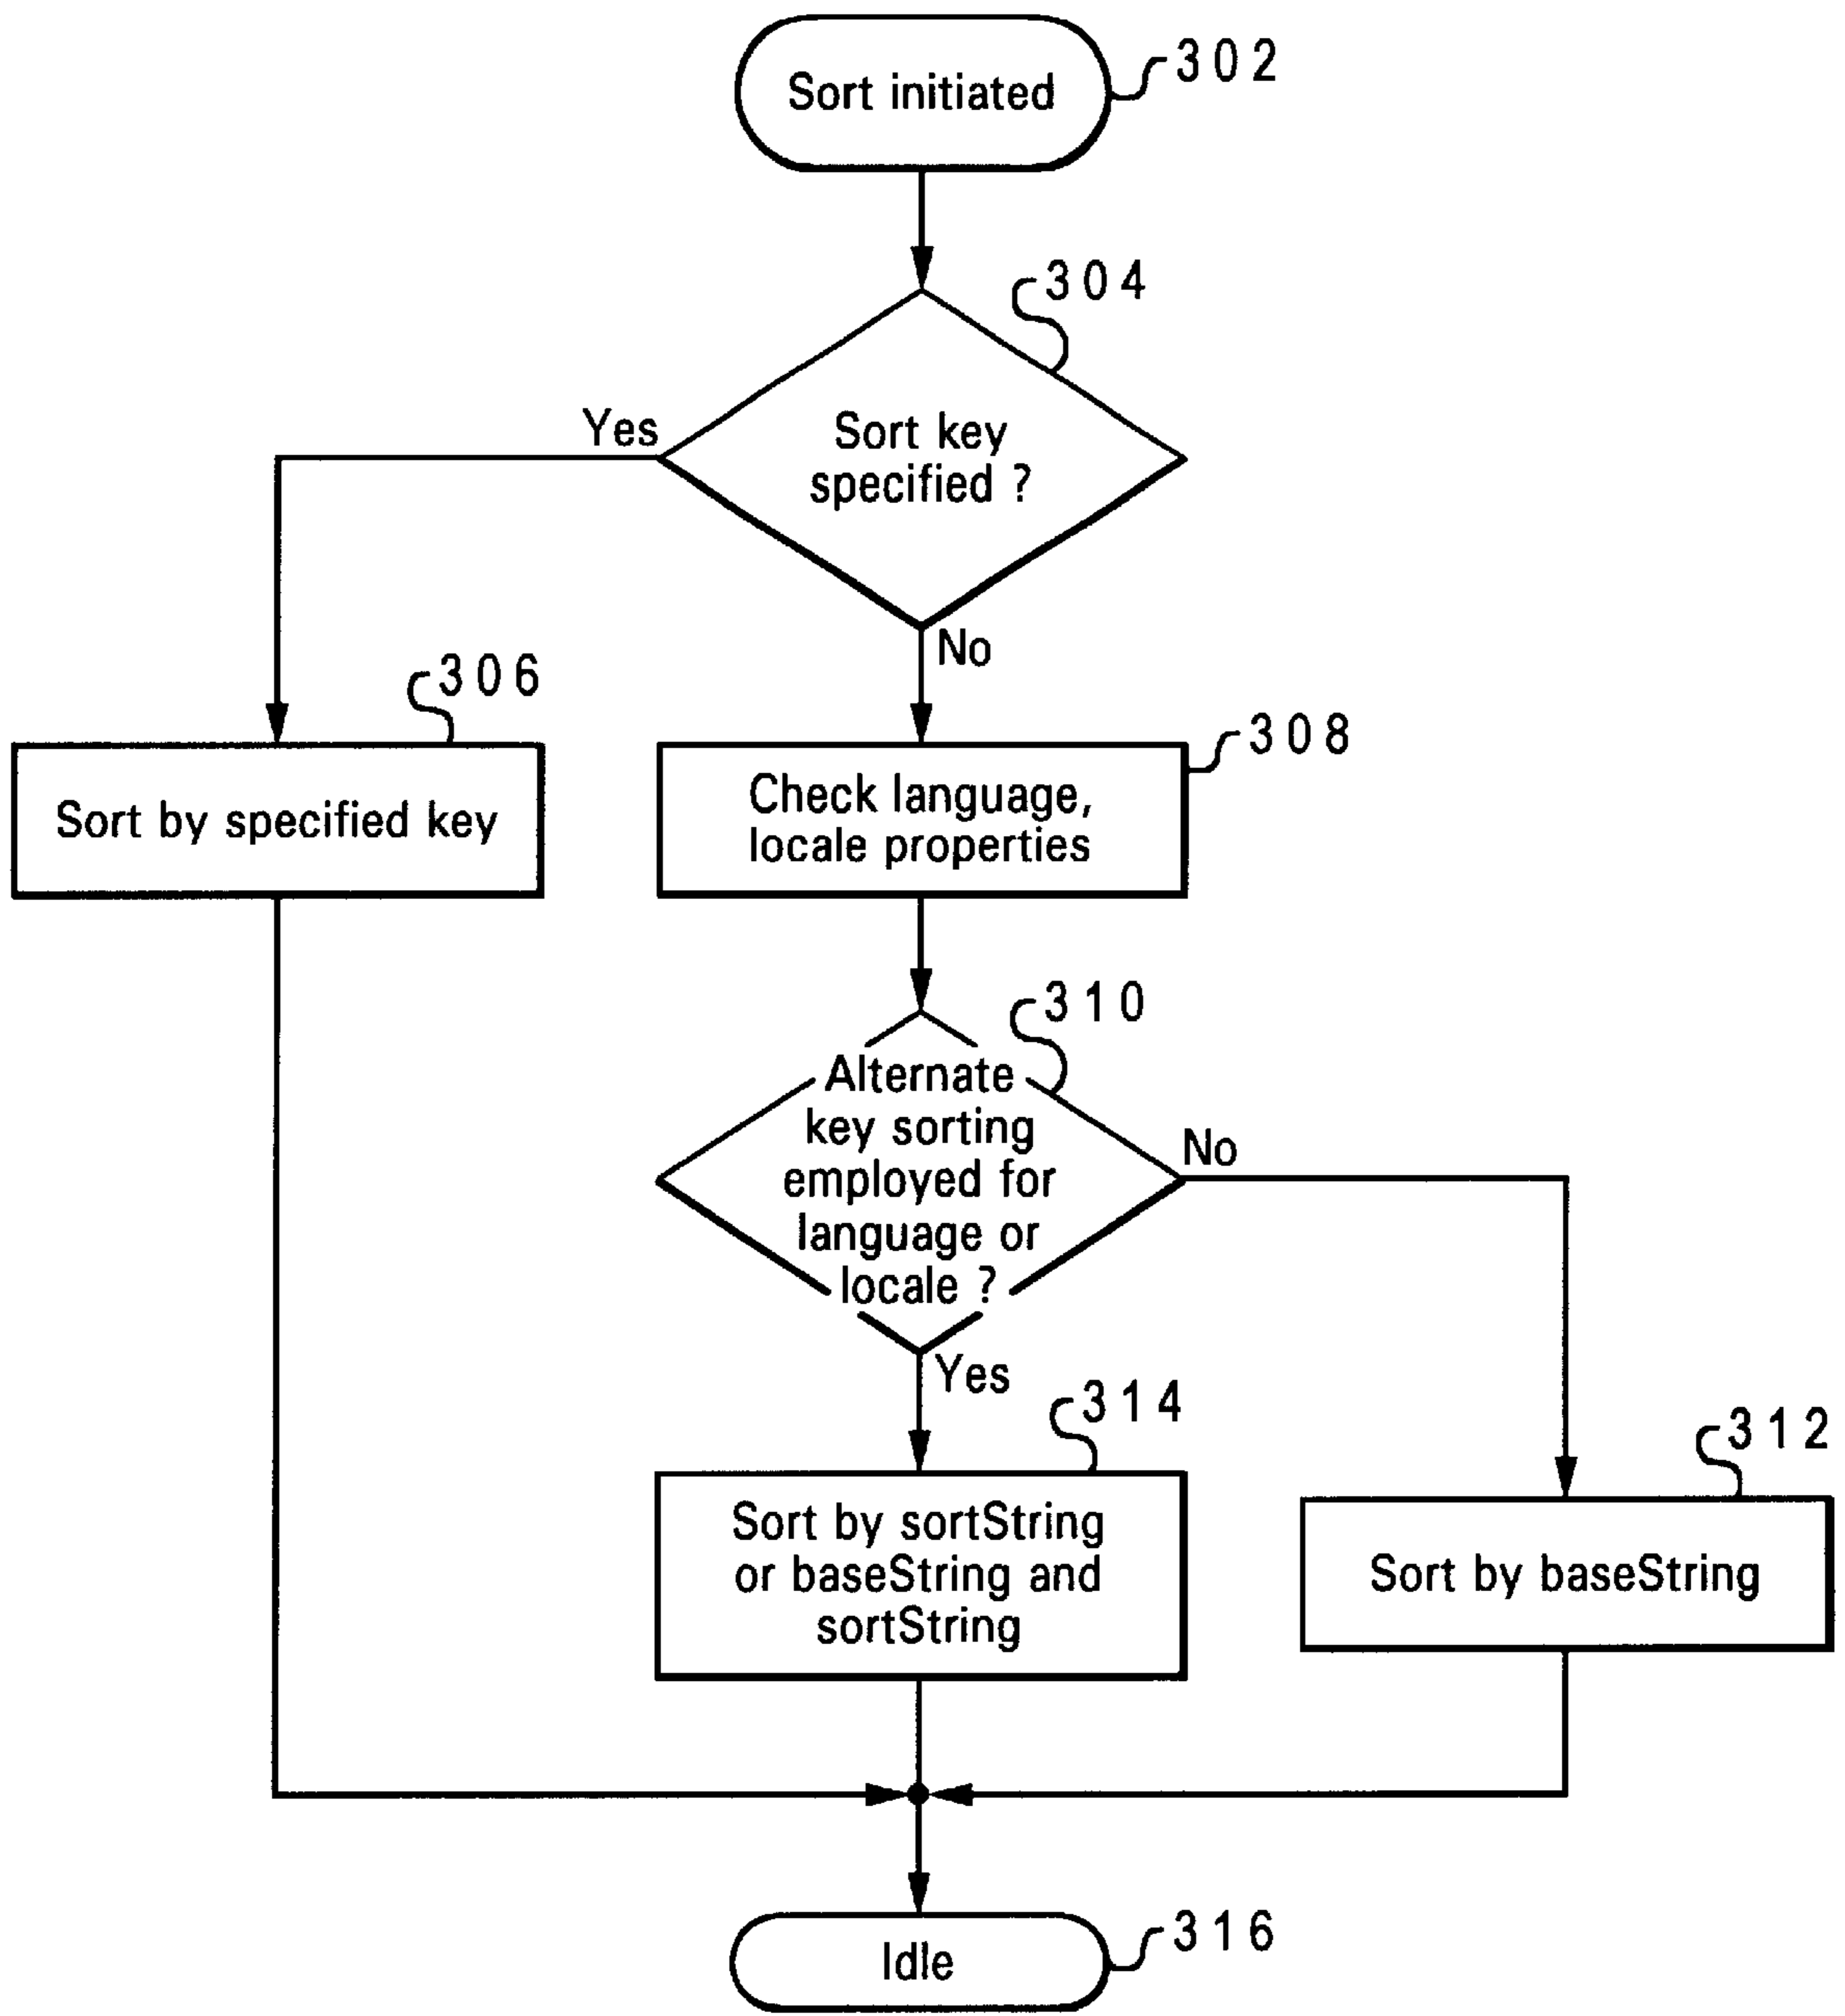 Sort initiated
302
304
Sort key
specified ?
Yes
No
306
308
Sort by specified key
Check language,
locale properties
310
Alternate
key sorting
employed for
language or
locale ?
No
Yes
314
312
Sort by sortString
or baseString and
sortString
Sort by baseString
Idle
316